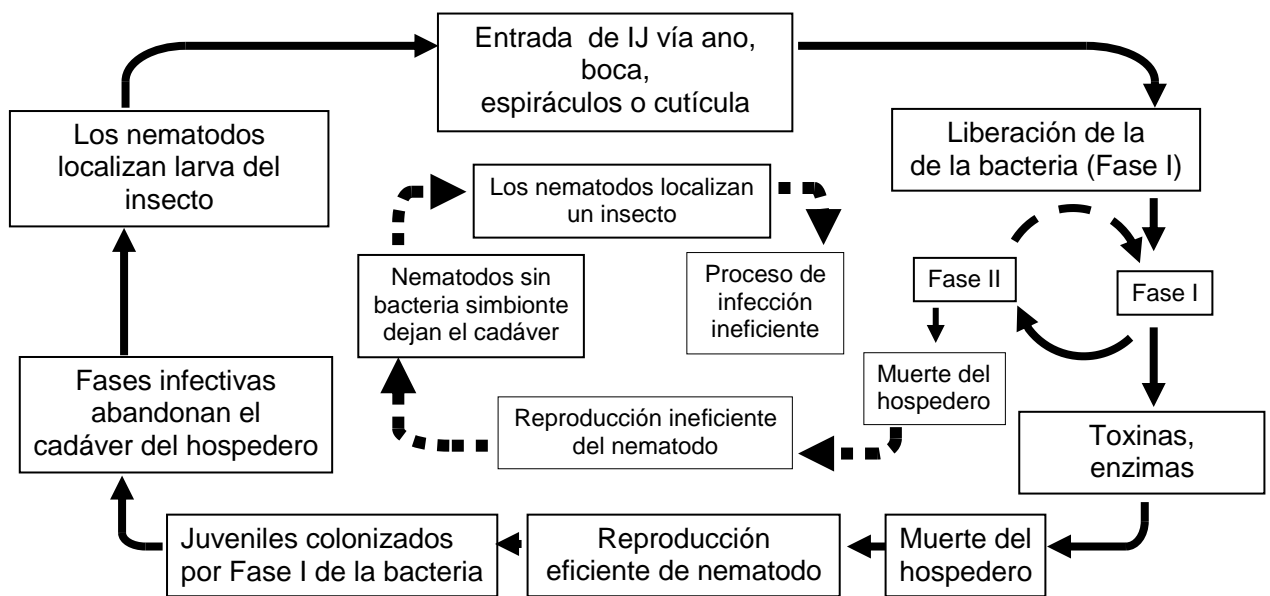 Entrada de IJ vía ano,
boca,
espiráculos o cutícula
Liberación de la
de la bacteria (Fase I)
Fase I
Fase II
Toxinas,
enzimas
Muerte del
hospedero
Reproducción
eficiente de nematodo
Juveniles colonizados
por Fase I de la bacteria
Fases infectivas
abandonan el
cadáver del hospedero
Los nematodos
localizan larva del
insecto
Muerte del
hospedero
Reproducción ineficiente
del nematodo
Nematodos sin
bacteria simbionte
dejan el cadáver
Los nematodos localizan
un insecto
Proceso de
infección
ineficiente